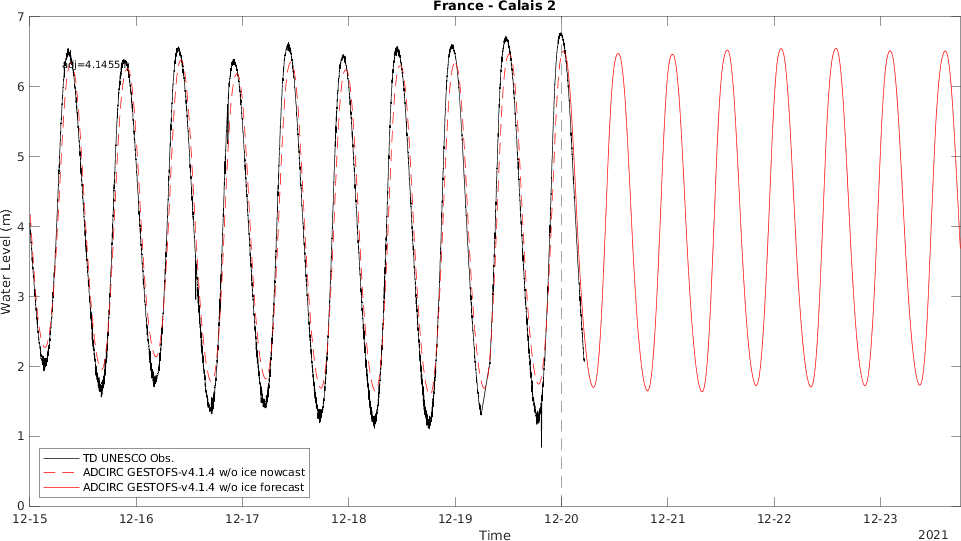 France - Calais 2
7
adj=4.1455
6
5
4
3
2
1
0
Water Level (m)
TD UNESCO Obs.
ADCIRC GESTOFS-v4.1.4 w/o ice nowcast
ADCIRC GESTOFS-v4.1.4 w/o ice forecast
12-15 12-16 12-17 12-18 12-19 12-20 12-21 12-22 12-23
Time
2021